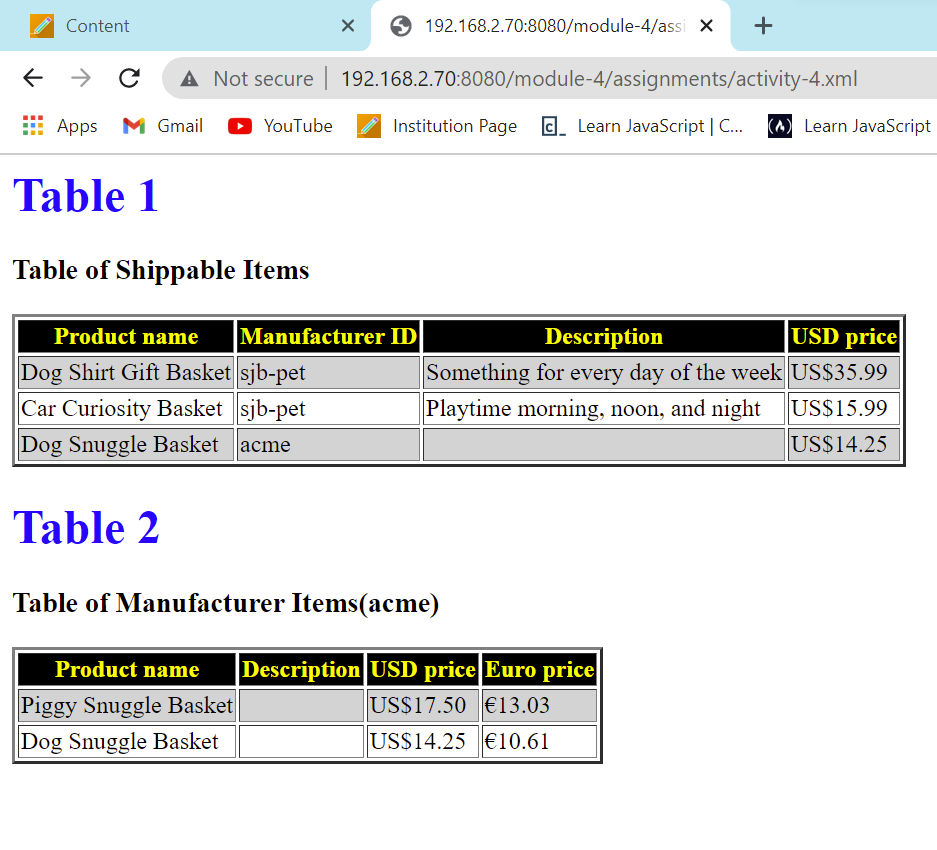 Content
192.168.2.70:8080/module-4/assi
Not secure
192.168.2.70:8080/module-4/assignments/activity-4.xml
Apps Gmail YouTube Institution Page Learn JavaScript | C... Learn JavaScript
Table 1
Table of Shippable Items
Product name Manufacturer ID Description USD price
Dog Shirt Gift Basket sjb-pet Something for every day of the week US$35.99
Car Curiosity Basket sjb-pet Playtime morning, noon, and night US$15.99
Dog Snuggle Basket acme US$14.25
Table 2
Table of Manufacturer Items(acme)
Product name Description USD price Euro price
Piggy Snuggle Basket US$17.50 €13.03
Dog Snuggle Basket US$14.25 €10.61